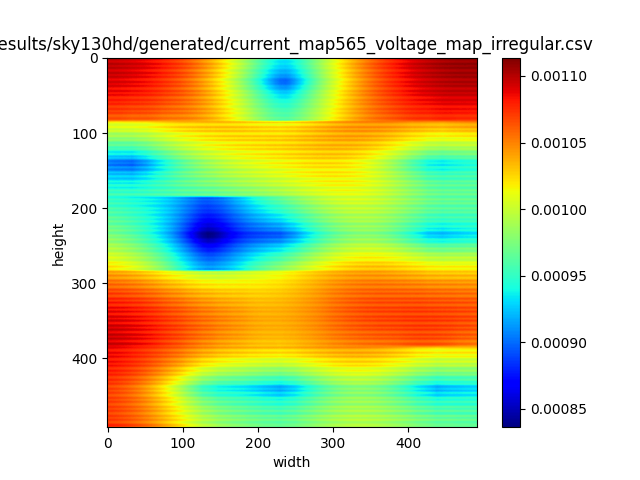 esults/sky130hd/generated/current_map565_voltage_map_irregular.csv
0
100
200
300
400
height
0 100 200 300 400
width
0.00110
0.00105
0.00100
0.00095
0.00090
0.00085